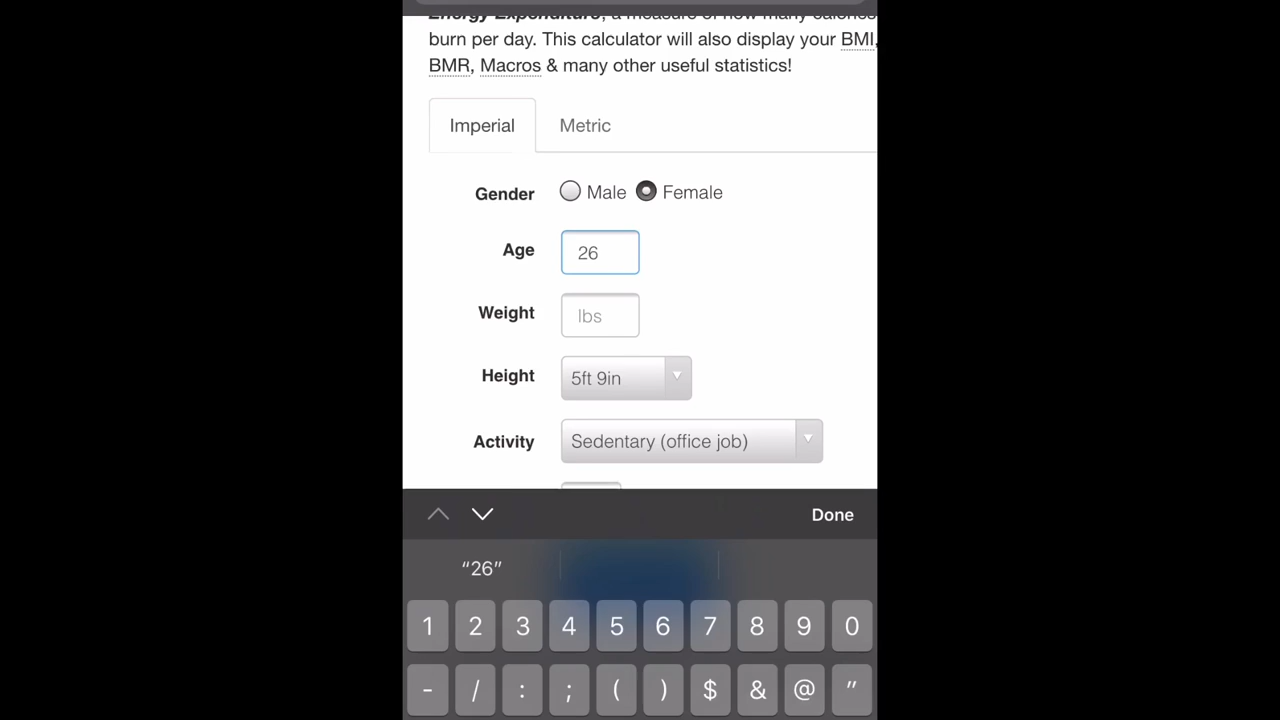 Energy Expenditure, a measure of how many calories
burn per day. This calculator will also display your BMI,
BMR, Macros & many other useful statistics!
Imperial Metric
Gender Male Female
Age 26
Weight lbs
Height 5ft 9in
Activity Sedentary (office job)
Done
“26”
1 2 3 4 5 6 7 8 9 0
- / : ; ( ) $ & @ "